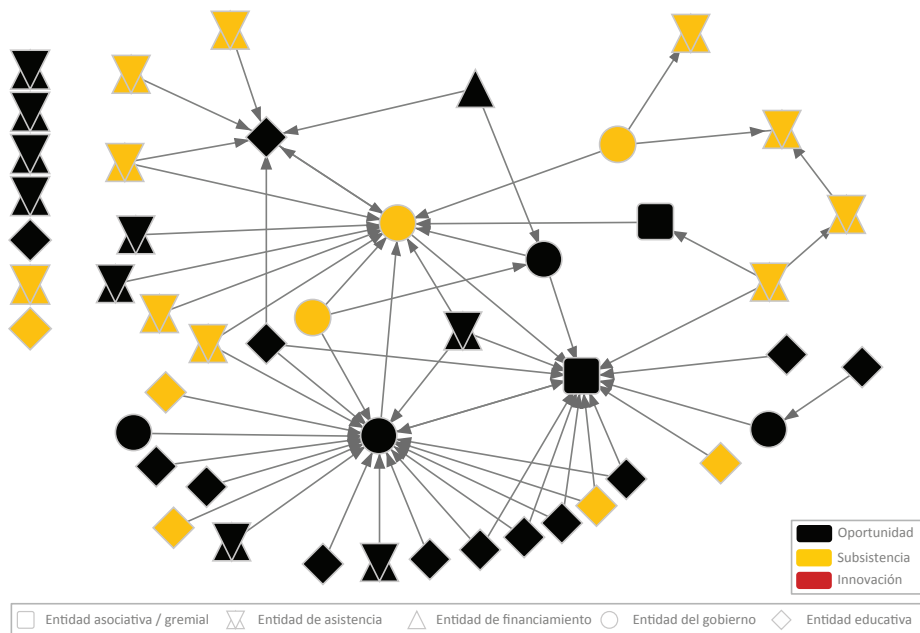 Oportunidad
Subsistencia
Innovación
Entidad asociativa / gremial Entidad de asistencia Entidad de financiamiento Entidad del gobierno Entidad educativa